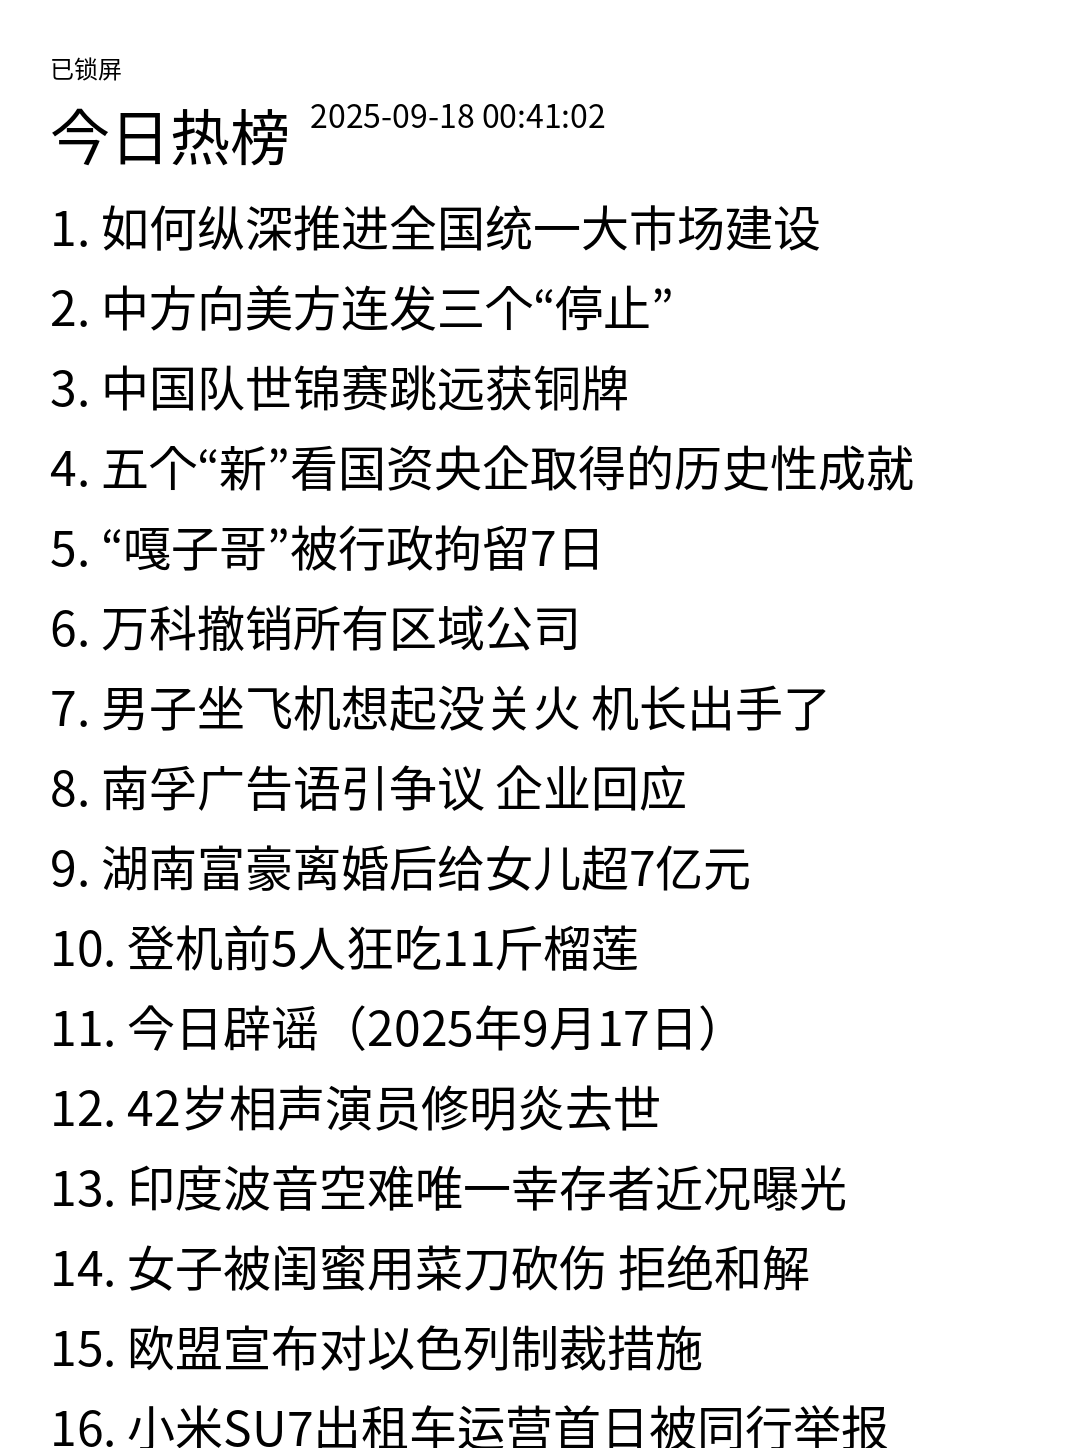 已锁屏
今日热榜 2025-09-18 00:41:02
1. 如何纵深推进全国统一大市场建设
2. 中方向美方连发三个“停止”
3. 中国队世锦赛跳远获铜牌
4. 五个“新”看国资央企取得的历史性成就
5. “嘎子哥”被行政拘留7日
6. 万科撤销所有区域公司
7. 男子坐飞机想起没关火 机长出手了
8. 南孚广告语引争议 企业回应
9. 湖南富豪离婚后给女儿超7亿元
10. 登机前5人狂吃11斤榴莲
11. 今日辟谣（2025年9月17日）
12. 42岁相声演员修明炎去世
13. 印度波音空难唯一幸存者近况曝光
14. 女子被闺蜜用菜刀砍伤 拒绝和解
15. 欧盟宣布对以色列制裁措施
16. 小米SU7出租车运营首日被同行举报